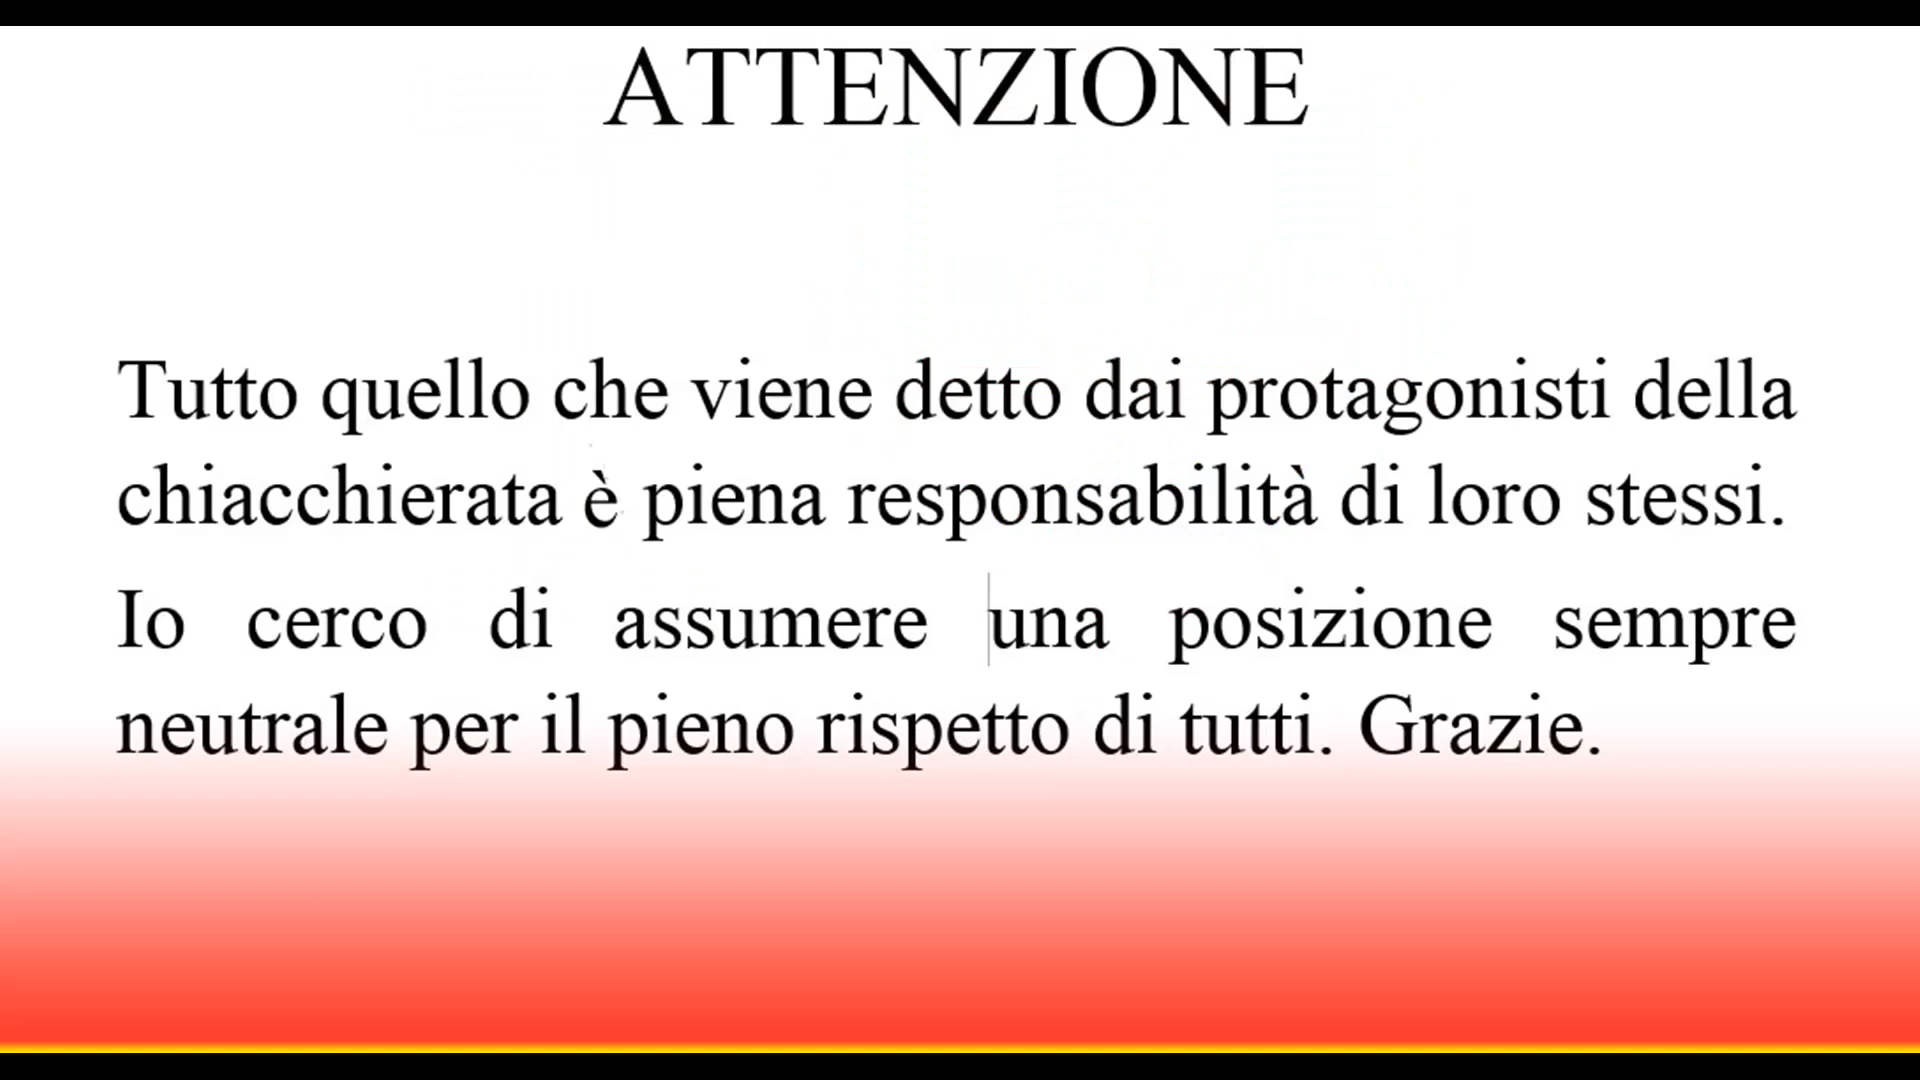 ATTENZIONE
Tutto quello che viene detto dai protagonisti della
chiacchierata è piena responsabilità di loro stessi.
Io cerco di assumere una posizione sempre
neutrale per il pieno rispetto di tutti. Grazie.